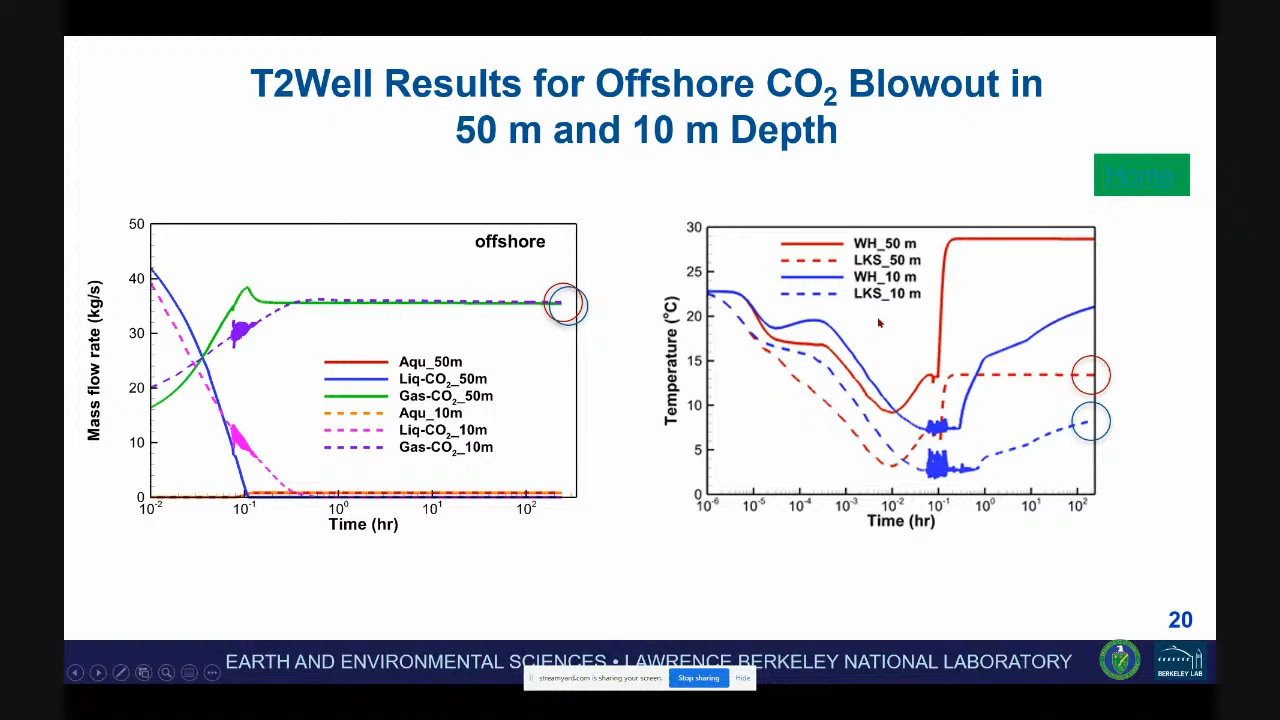 T2Well Results for Offshore CO2 Blowout in
50 m and 10 m Depth
Home
50
40
30
20
10
0
Mass flow rate (kg/s)
offshore
Aqu_50m
Liq-CO2_50m
Gas-CO2_50m
Aqu_10m
Liq-CO2_10m
Gas-CO2_10m
10-2 10-1 100 101 102
Time (hr)
30
25
20
15
10
5
0
Temperature (°C)
WH_50 m
LKS_50 m
WH_10 m
LKS_10 m
10-6 10-5 10-4 10-3 10-2 10-1 100 101 102
Time (hr)
20
EARTH AND ENVIRONMENTAL SCIENCES • LAWRENCE BERKELEY NATIONAL LABORATORY
BERKELEY LAB
streamyard.com is sharing your screen. Stop sharing Hide